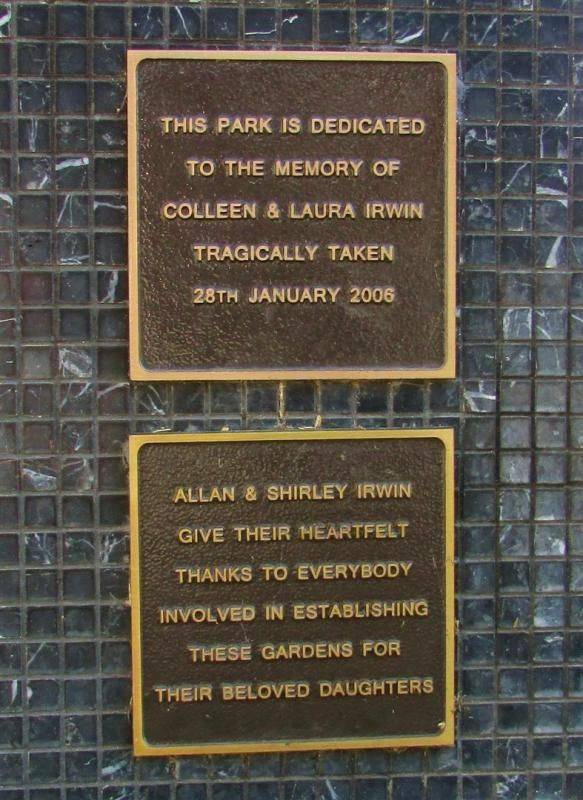 THIS PARK IS DEDICATED
TO THE MEMORY OF
COLLEEN & LAURA IRWIN
TRAGICALLY TAKEN
28TH JANUARY 2006
ALLAN & SHIRLEY IRWIN
GIVE THEIR HEARTFELT
THANKS TO EVERYBODY
INVOLVED IN ESTABLISHING
THESE GARDENS FOR
THEIR BELOVED DAUGHTERS